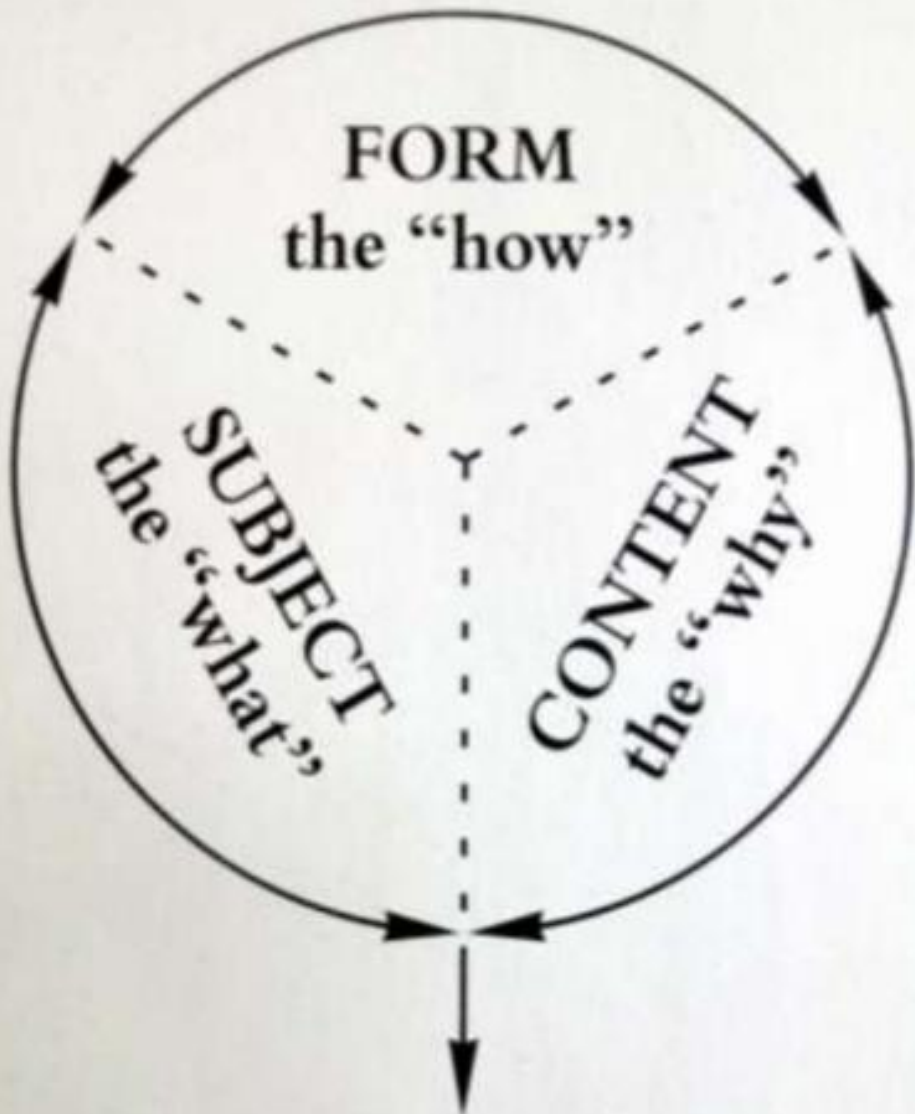 FORM
the “how”
SUBJECT
the “what”
CONTENT
the “why”